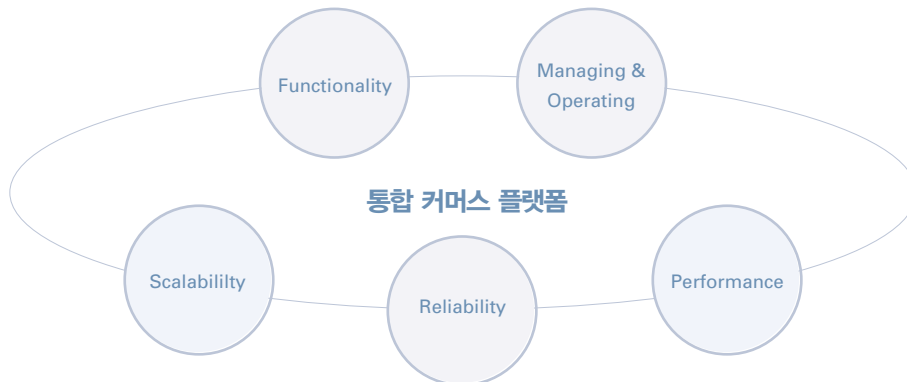 Functionality
Managing &
Operating
통합 커머스 플랫폼
Scalabililty
Reliability
Performance